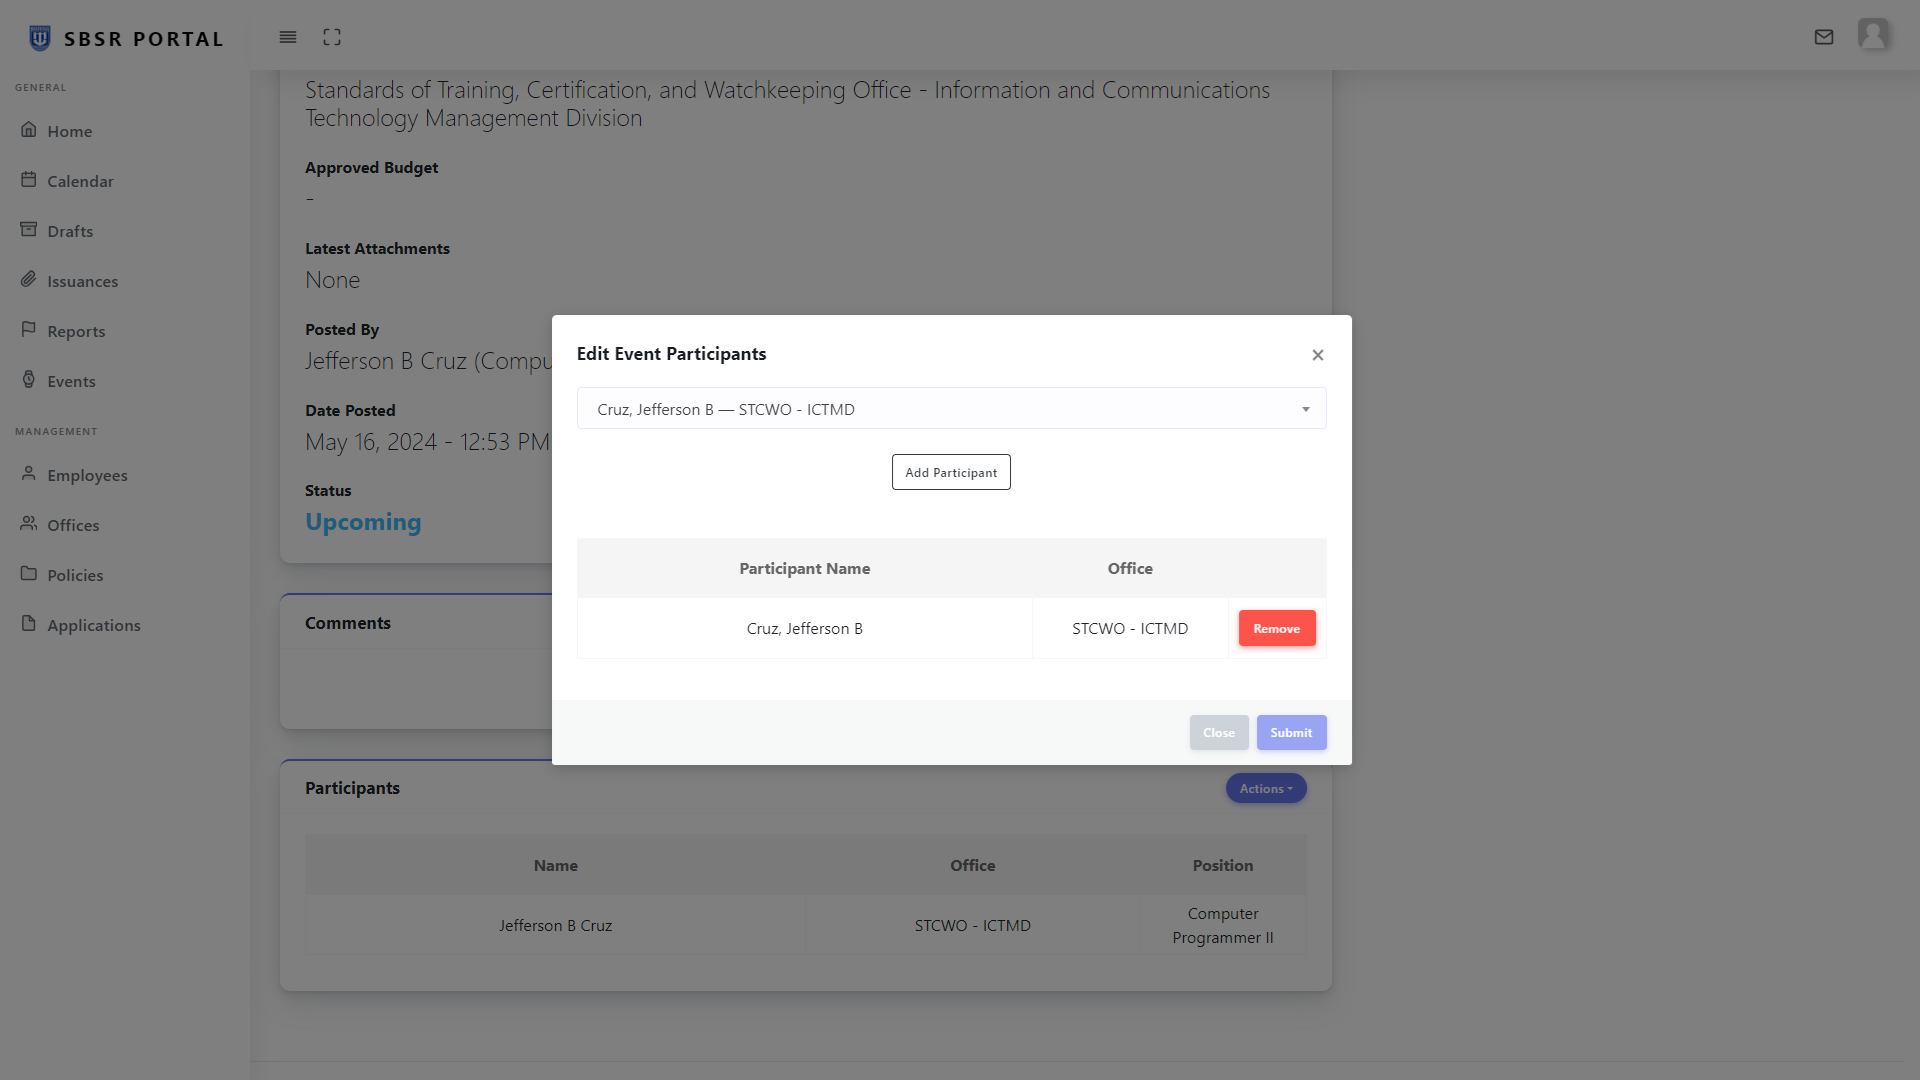 SBSR PORTAL
GENERAL
Home
Calendar
Drafts
Issuances
Reports
Events
MANAGEMENT
Employees
Offices
Policies
Applications
Standards of Training, Certification, and Watchkeeping Office - Information and Communications
Technology Management Division
Approved Budget
-
Latest Attachments
None
Posted By
Jefferson B Cruz (Compu
Date Posted
May 16, 2024 - 12:53 PM
Status
Upcoming
Comments
Edit Event Participants
×
Cruz, Jefferson B — STCWO - ICTMD
Add Participant
Participant Name Office
Cruz, Jefferson B STCWO - ICTMD Remove
Close Submit
Participants Actions
Name Office Position
Jefferson B Cruz STCWO - ICTMD Computer
Programmer II